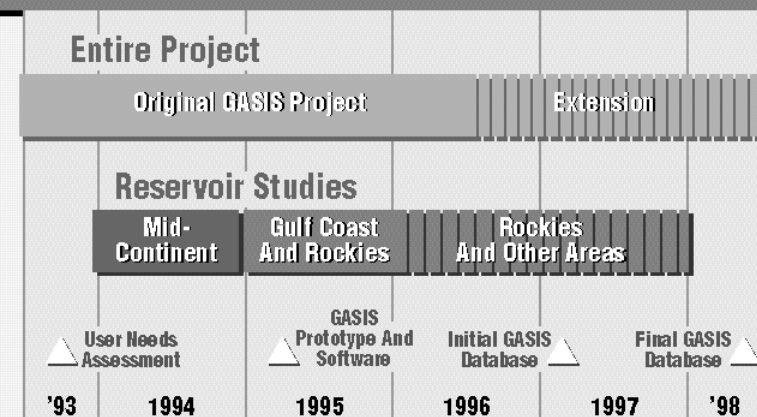 Entire Project
Original GASIS Project
Extension
Reservoir Studies
Mid-
Continent
Gulf Coast
And Rockies
Rockies
And Other Areas
User Needs
Assessment
GASIS
Prototype And
Software
Initial GASIS
Database
Final GASIS
Database
'93
1994
1995
1996
1997
'98